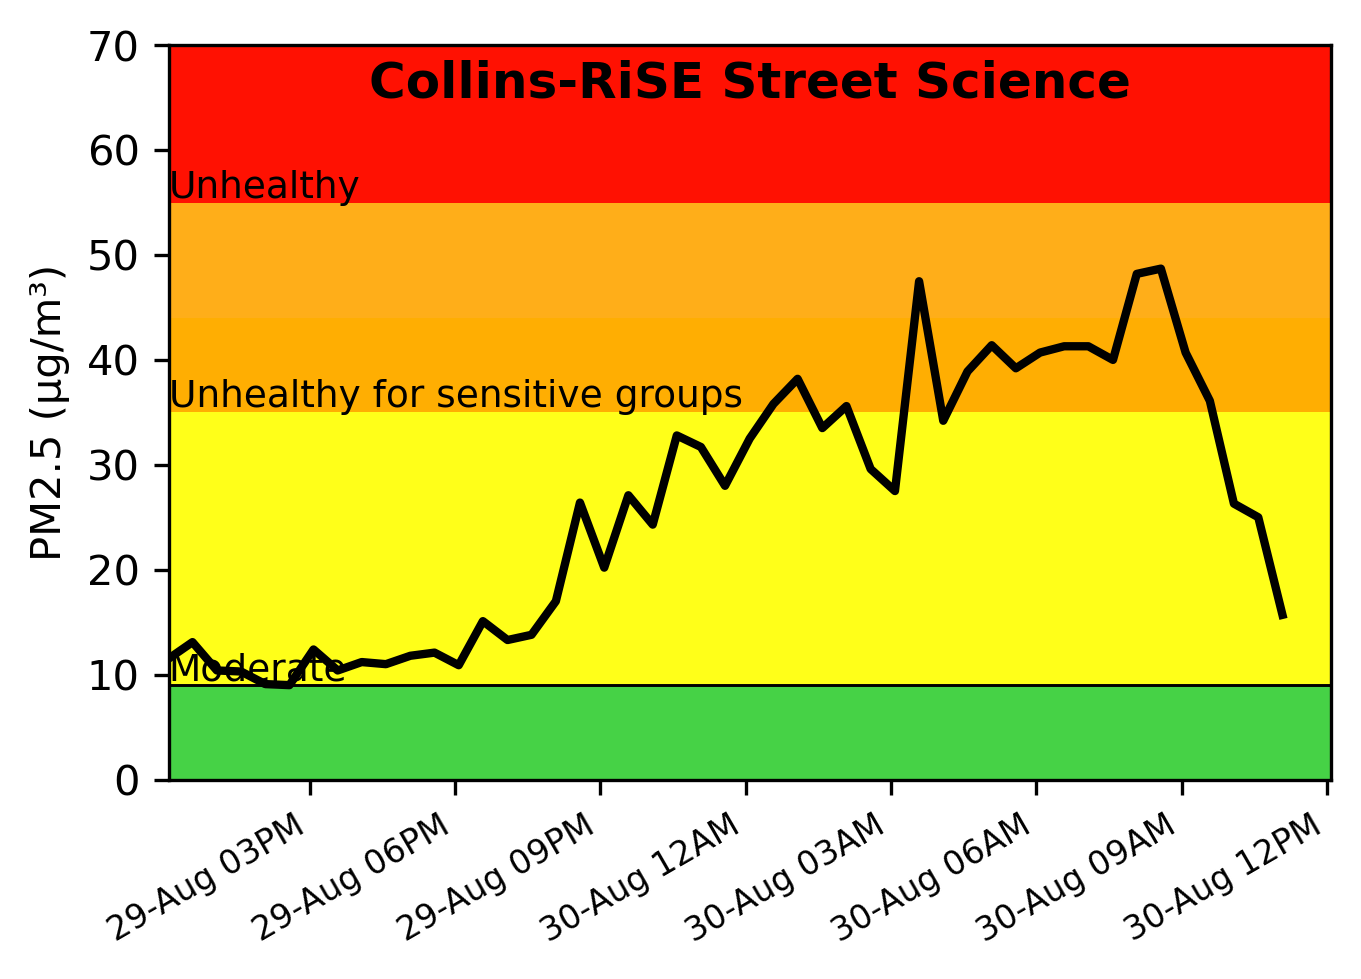 Collins-RiSE Street Science
70
60
50
40
30
20
10
0
PM2.5 (µg/m³)
Unhealthy
Unhealthy for sensitive groups
Moderate
29-Aug 03PM
29-Aug 06PM
29-Aug 09PM
30-Aug 12AM
30-Aug 03AM
30-Aug 06AM
30-Aug 09AM
30-Aug 12PM